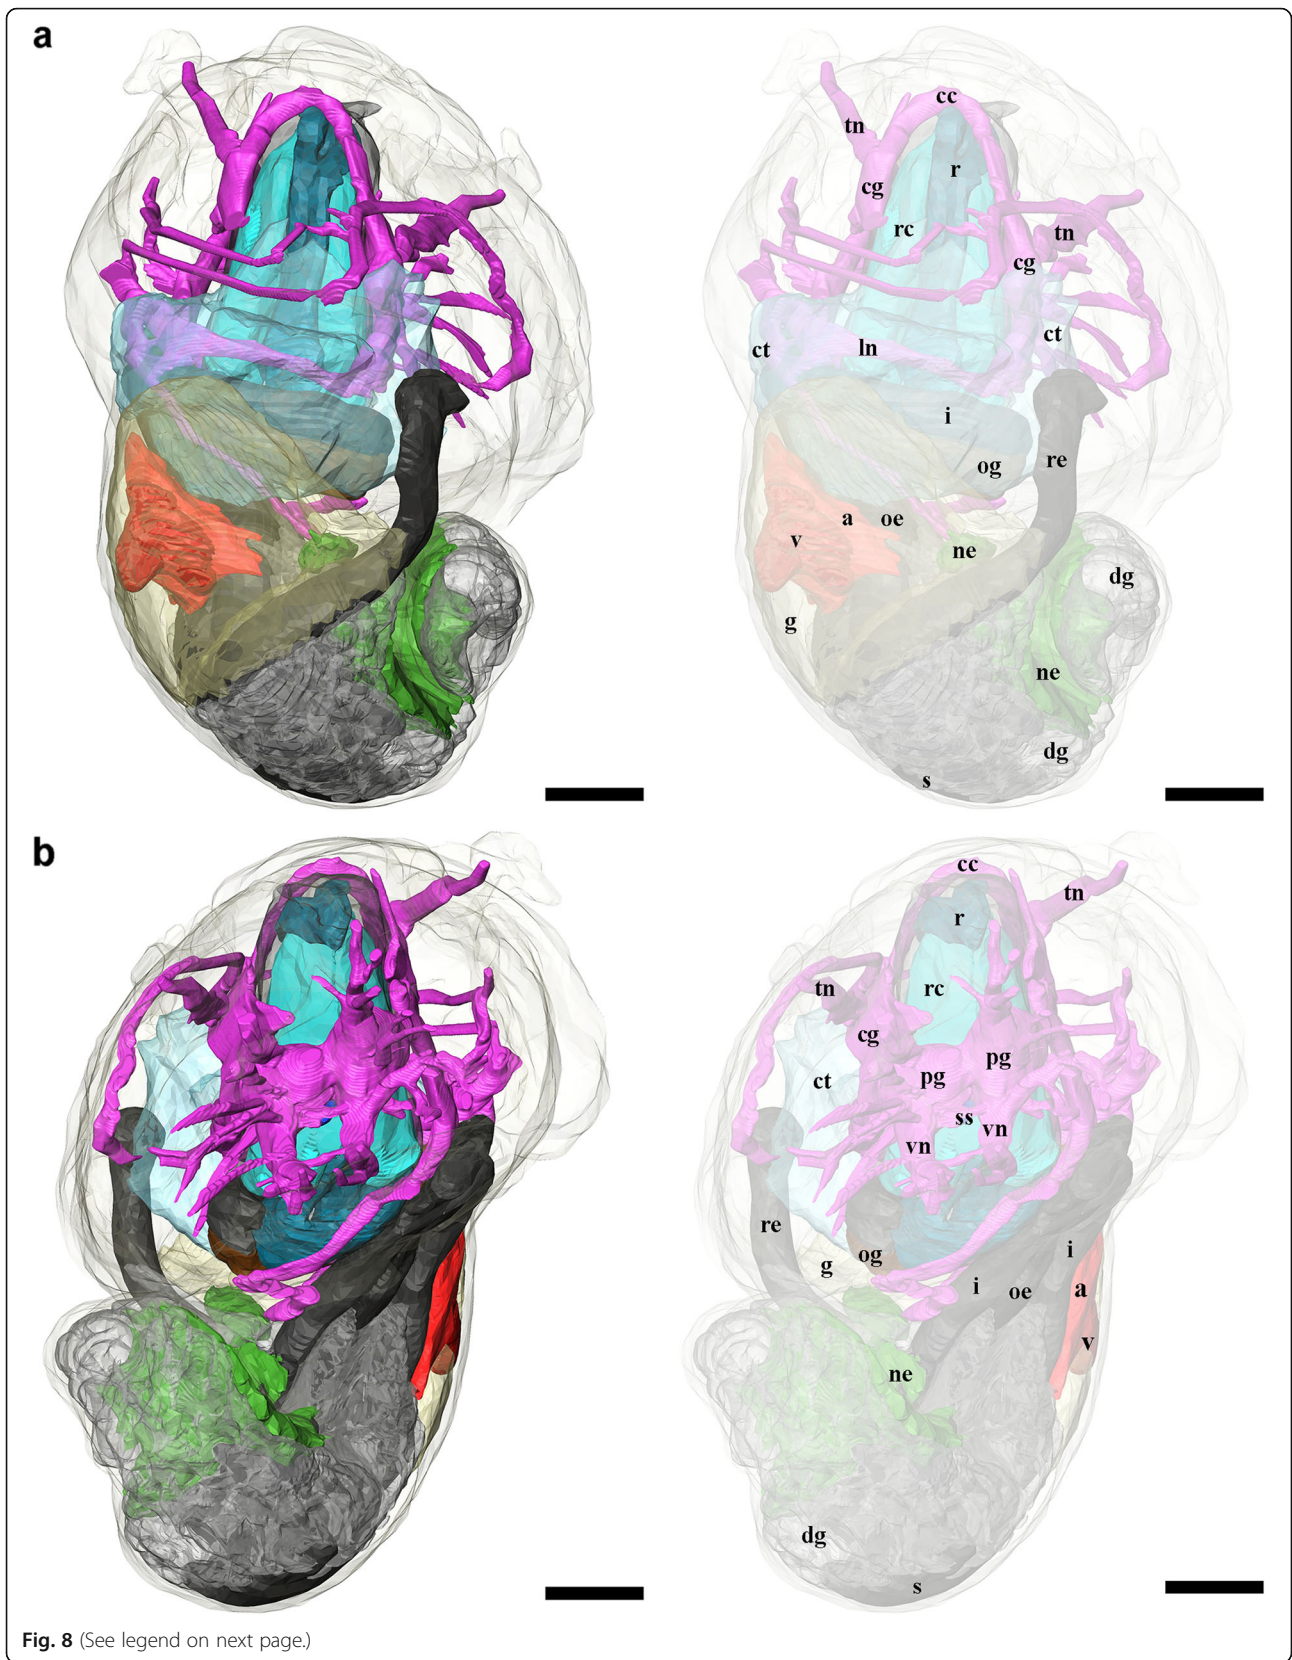 a
cc
tn
r
cg
rc
tn
cg
ct
ct
ln
i
og
re
a
oe
v
ne
dg
g
ne
dg
s
b
cc
tn
r
tn
rc
cg
pg
pg
ct
ss
vn
vn
re
i
og
g
i
oe
a
v
ne
dg
s
Fig. 8 (See legend on next page.)